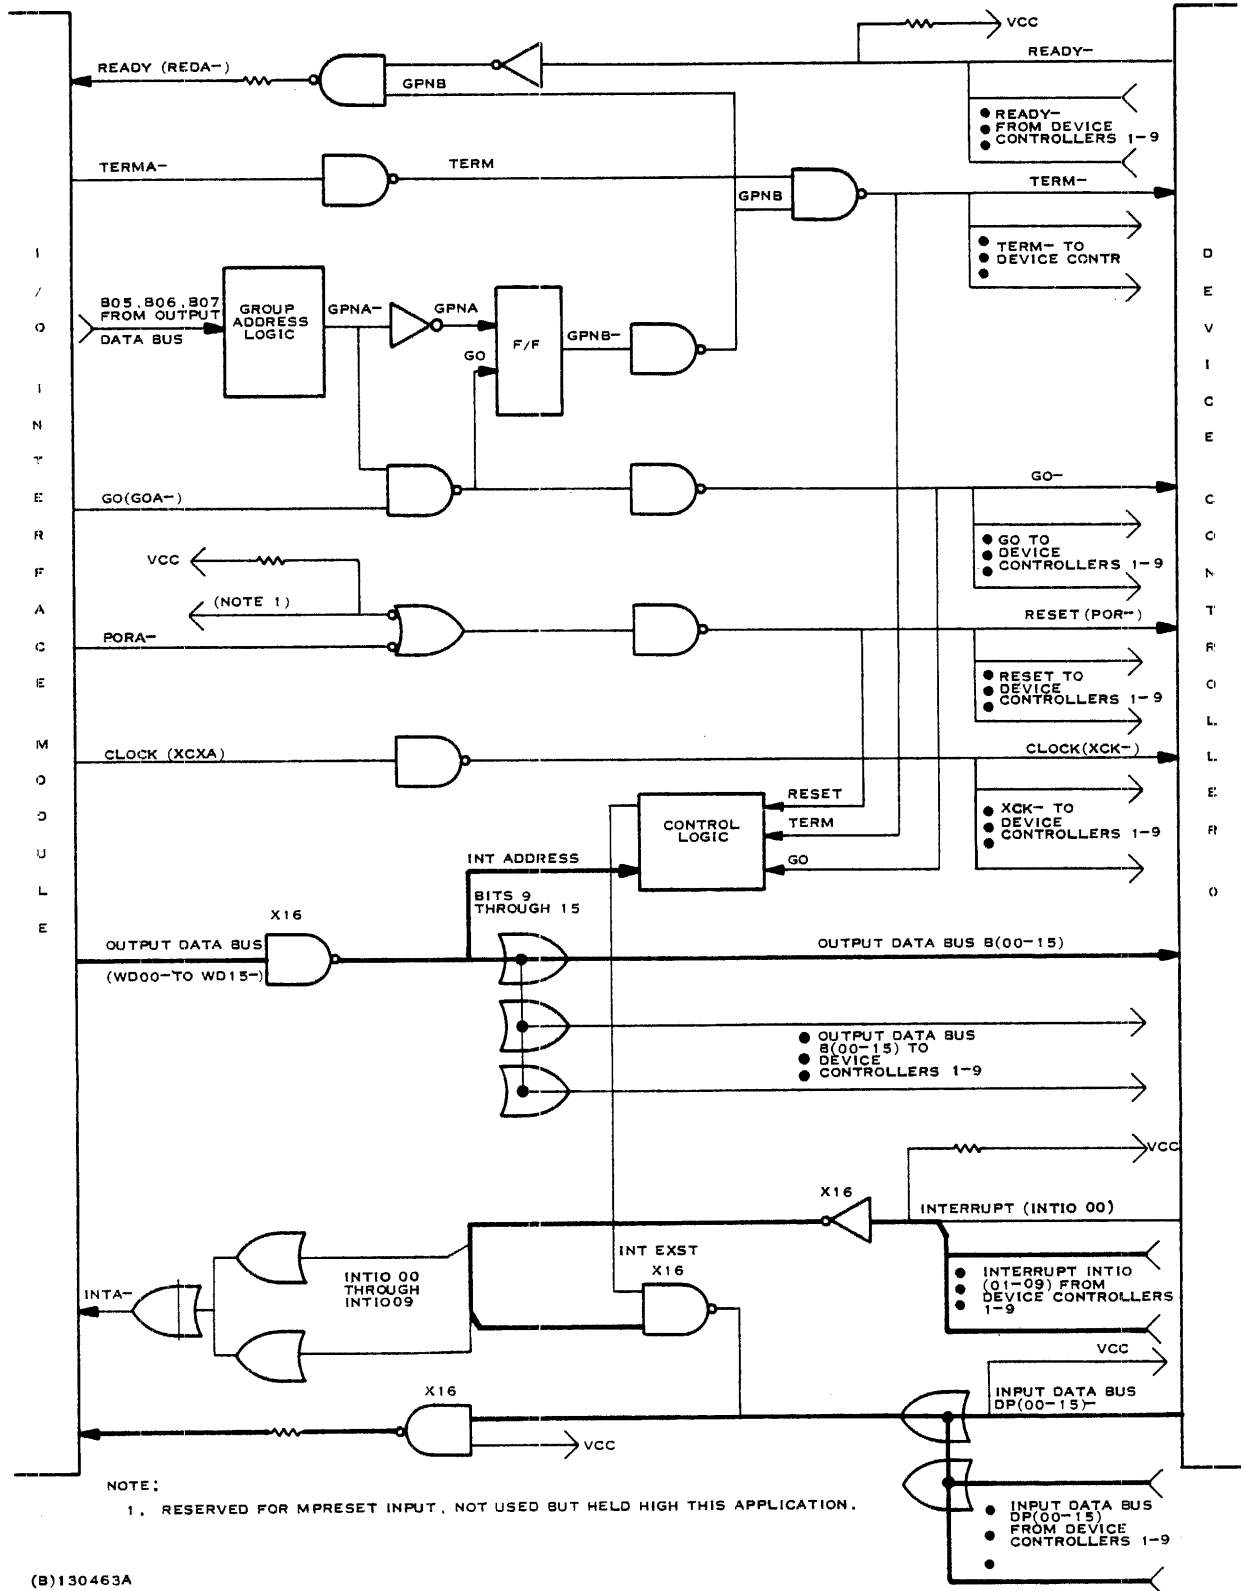 VCC
READY-
READY (REDA-)
GPNB
READY-
FROM DEVICE
CONTROLLERS 1-9
TERMA-
TERM
TERM-
GPNB
TERM- TO
DEVICE CONTR
B05, B06, B07
FROM OUTPUT
DATA BUS
GROUP
ADDRESS
LOGIC
GPNA-
GPNA
GO
F/F
GPNB-
GO(GOA-)
GO-
GO TO
DEVICE
CONTROLLERS 1-9
VCC
(NOTE 1)
PORA-
RESET (POR-)
RESET TO
DEVICE
CONTROLLERS 1-9
CLOCK (XCXA)
CLOCK(XCK-)
XCK- TO
DEVICE
CONTROLLERS 1-9
CONTROL
LOGIC
RESET
TERM
GO
INT ADDRESS
BITS 9
THROUGH 15
X16
OUTPUT DATA BUS
(WD00-TO WD15-)
OUTPUT DATA BUS B(00-15)
OUTPUT DATA BUS
B(00-15) TO
DEVICE
CONTROLLERS 1-9
VCC
X16
INTERRUPT (INTIO 00)
INT EXST
X16
INTIO 00
THROUGH
INTIO09
INTERRUPT INTIO
(01-09) FROM
DEVICE CONTROLLERS
1-9
INTA-
VCC
X16
INPUT DATA BUS
DP(00-15)-
VCC
INPUT DATA BUS
DP(00-15)
FROM DEVICE
CONTROLLERS 1-9
I/O INTERFACE MODULE
DEVICE CONTROLLER 0
NOTE:
1. RESERVED FOR MPRESET INPUT, NOT USED BUT HELD HIGH THIS APPLICATION.
(B)130463A